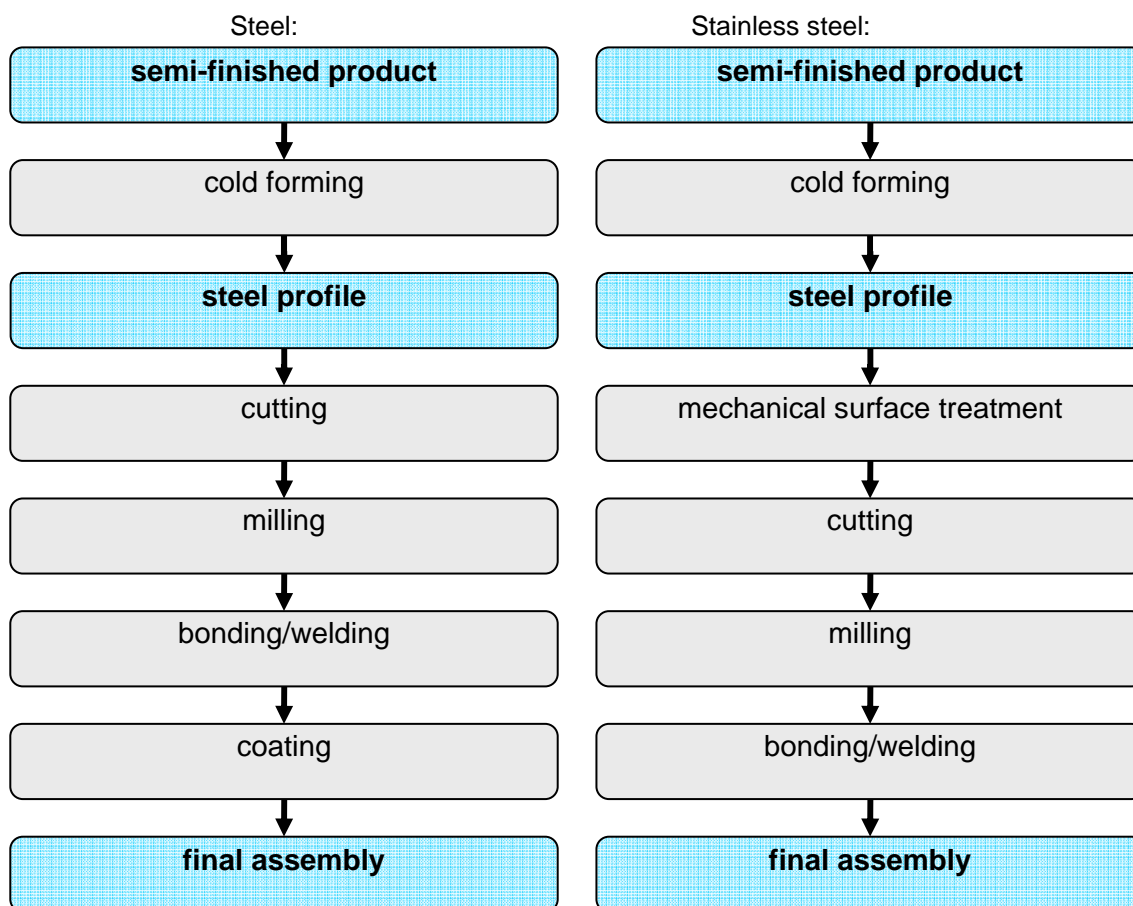 Steel:
semi-finished product
cold forming
steel profile
cutting
milling
bonding/welding
coating
final assembly
Stainless steel:
semi-finished product
cold forming
steel profile
mechanical surface treatment
cutting
milling
bonding/welding
final assembly